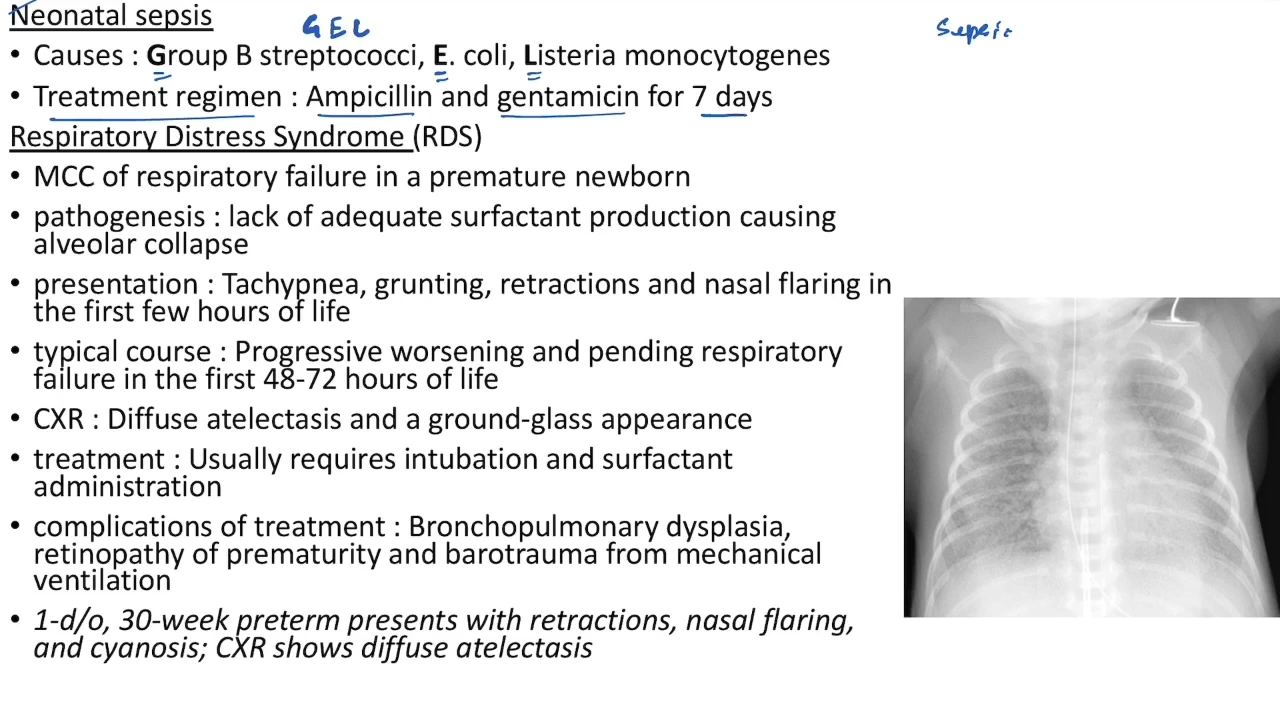 Neonatal sepsis
GEL
• Causes : Group B streptococci, E. coli, Listeria monocytogenes
• Treatment regimen : Ampicillin and gentamicin for 7 days
Respiratory Distress Syndrome (RDS)
• MCC of respiratory failure in a premature newborn
• pathogenesis : lack of adequate surfactant production causing
alveolar collapse
• presentation : Tachypnea, grunting, retractions and nasal flaring in
the first few hours of life
• typical course : Progressive worsening and pending respiratory
failure in the first 48-72 hours of life
• CXR : Diffuse atelectasis and a ground-glass appearance
• treatment : Usually requires intubation and surfactant
administration
• complications of treatment : Bronchopulmonary dysplasia,
retinopathy of prematurity and barotrauma from mechanical
ventilation
• 1-d/o, 30-week preterm presents with retractions, nasal flaring,
and cyanosis; CXR shows diffuse atelectasis